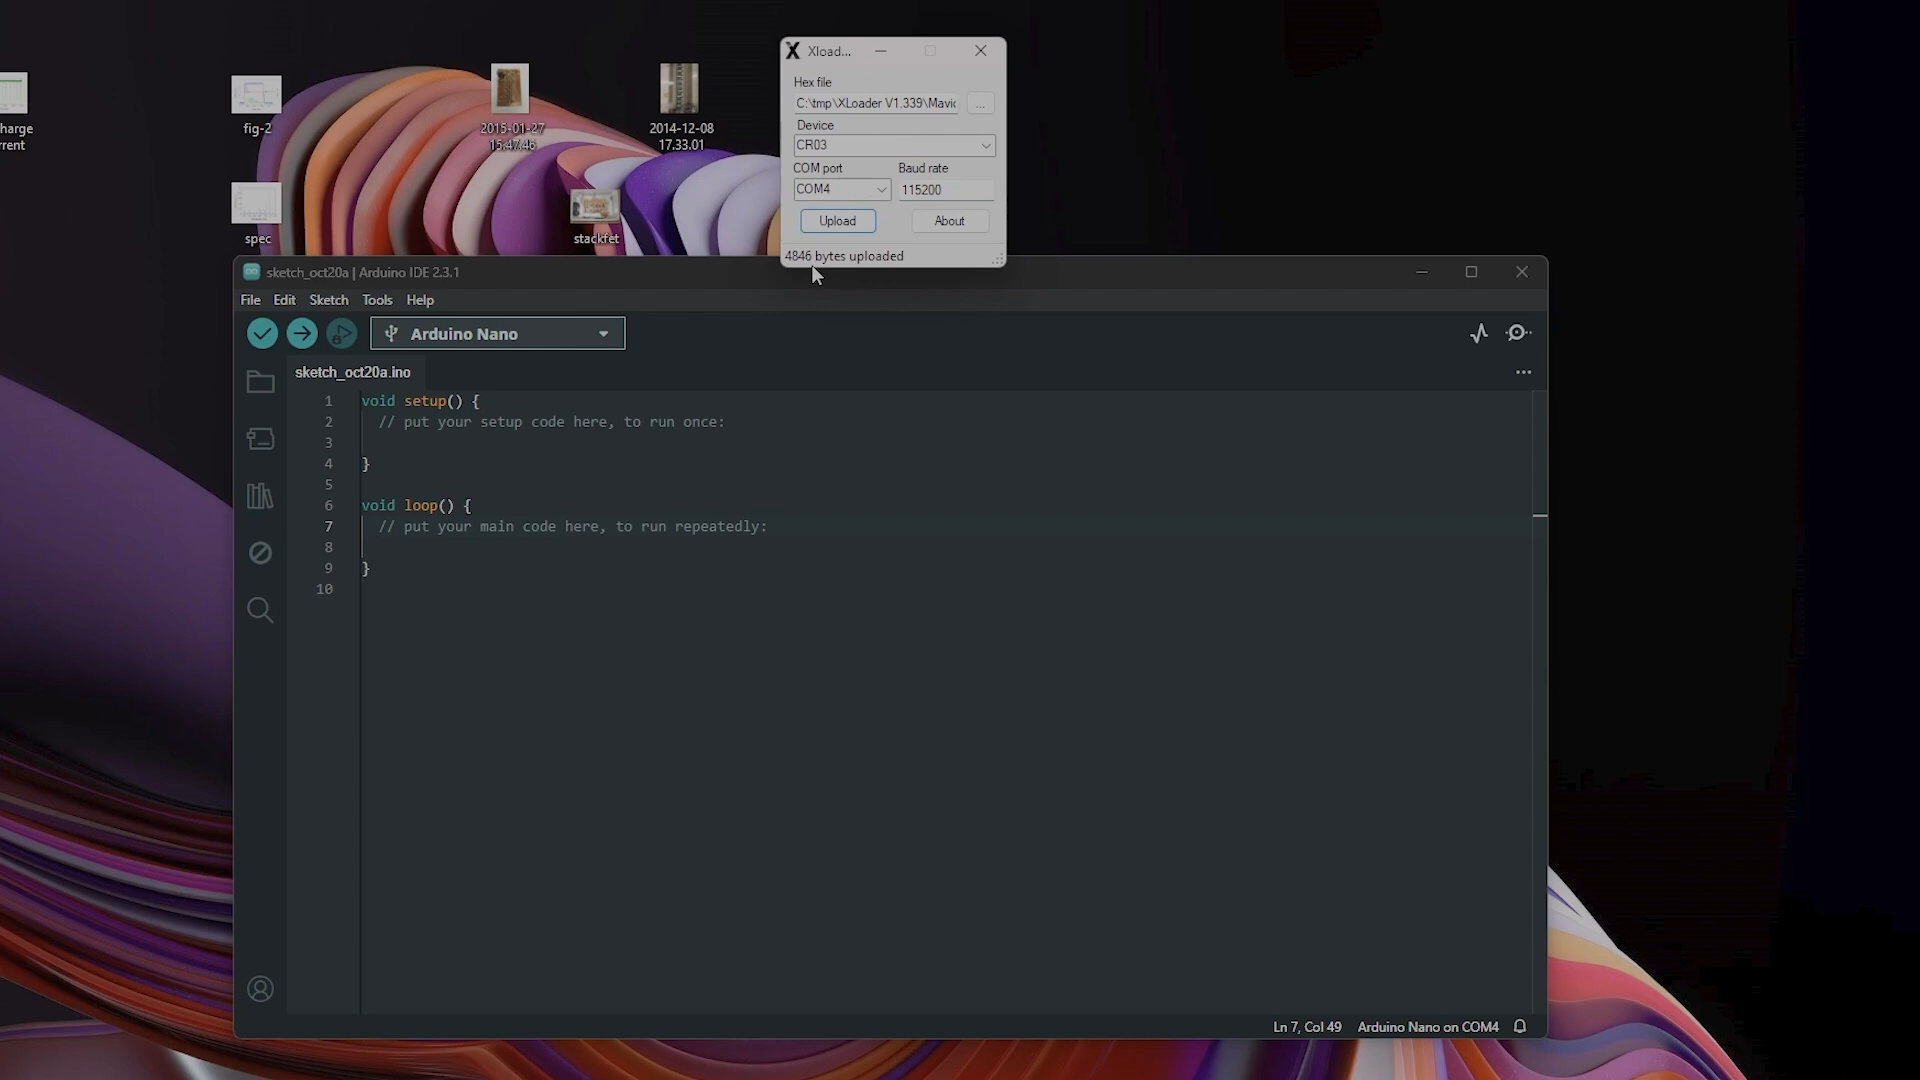 harge
rrent
fig-2
spec
2015-01-27
15.47.46
stackfet
2014-12-08
17.33.01
X Xload...
Hex file
C:\tmp\XLoader V1.339\Mavic
...
Device
CR03
COM port
Baud rate
COM4
115200
Upload
About
4846 bytes uploaded
sketch_oct20a | Arduino IDE 2.3.1
File Edit Sketch Tools Help
Arduino Nano
sketch_oct20a.ino
1 void setup() {
2 // put your setup code here, to run once:
3
4 }
5
6 void loop() {
7 // put your main code here, to run repeatedly:
8
9 }
10
Ln 7, Col 49 Arduino Nano on COM4